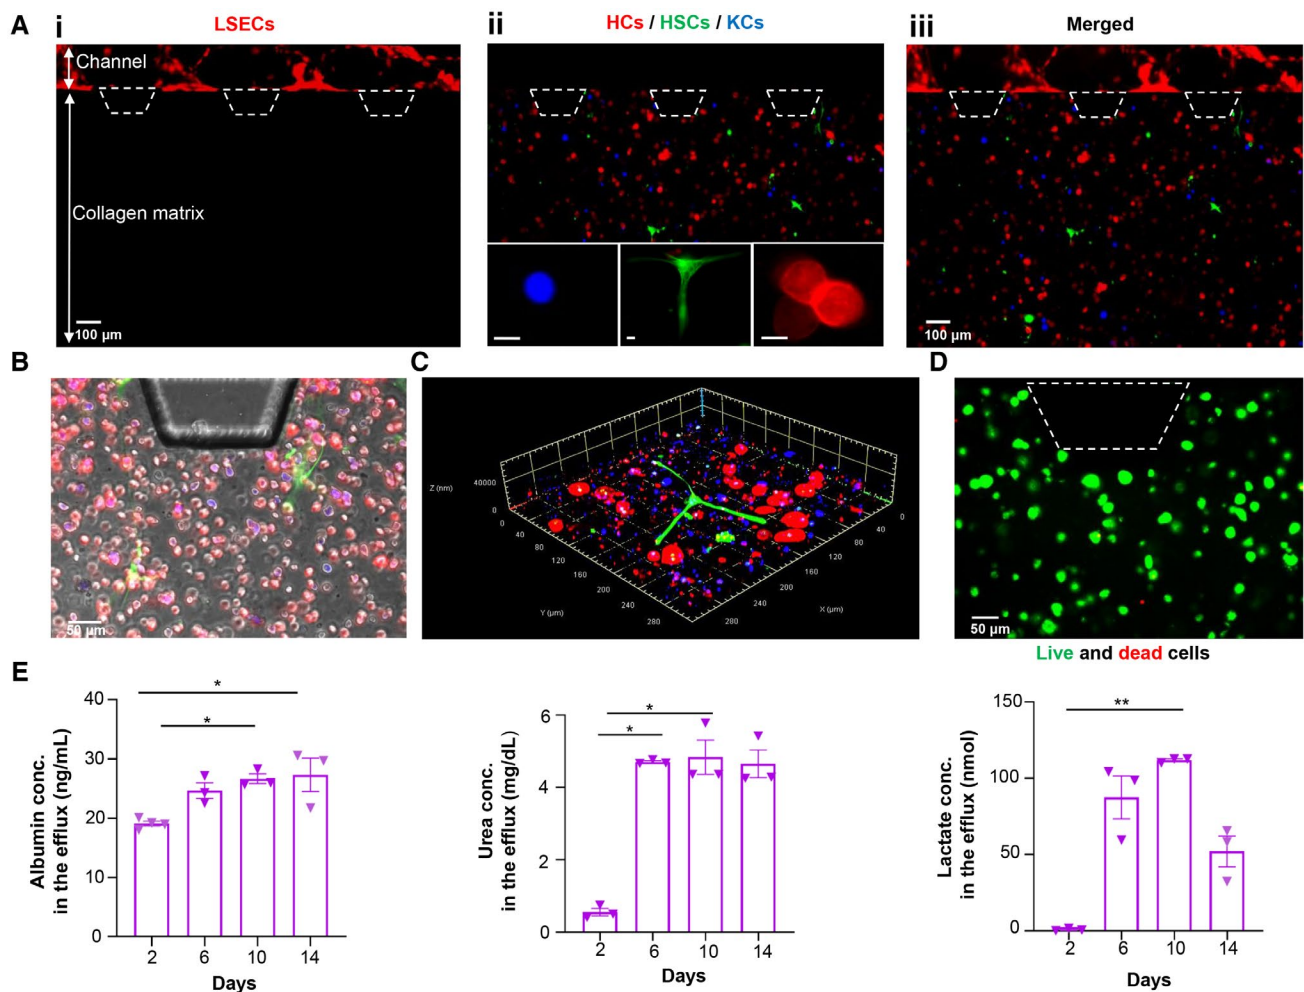 A
i
LSECs
Channel
Collagen matrix
100 µm
ii
HCs / HSCs / KCs
iii
Merged
100 µm
B
50 µm
C
Z (nm)
40000
0
0
40
80
120
160
200
240
280
Y (µm)
0
40
80
120
160
200
240
280
X (µm)
D
50 µm
Live and dead cells
E
Albumin conc.
in the efflux (ng/mL)
40
30
20
10
0
*
*
2 6 10 14
Days
Urea conc.
in the efflux (mg/dL)
6
4
2
0
*
*
2 6 10 14
Days
Lactate conc.
in the efflux (nmol)
150
100
50
0
**
2 6 10 14
Days